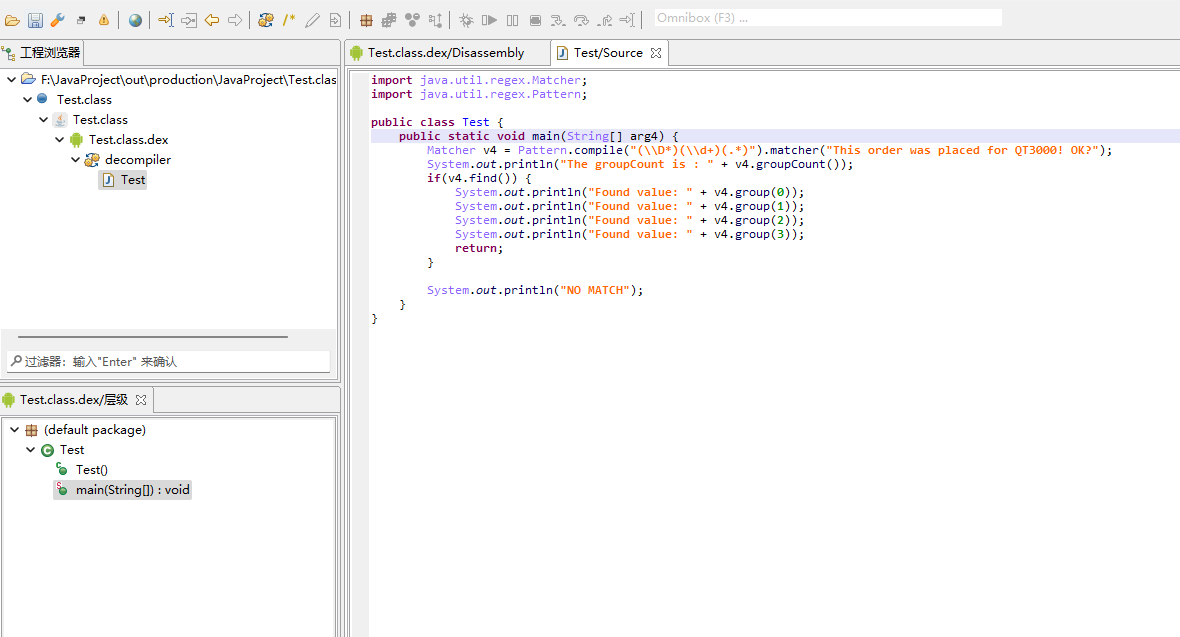 Omnibox (F3) ...
工程浏览器
F:\JavaProject\out\production\JavaProject\Test.clas
Test.class
Test.class
Test.class.dex
decompiler
Test
过滤器: 输入"Enter" 来确认
Test.class.dex/层级
(default package)
Test
Test()
main(String[]) : void
Test.class.dex/Disassembly
Test/Source
import java.util.regex.Matcher;
import java.util.regex.Pattern;
public class Test {
public static void main(String[] arg4) {
Matcher v4 = Pattern.compile("(\\D*)(\\d+)(.*)").matcher("This order was placed for QT3000! OK?");
System.out.println("The groupCount is : " + v4.groupCount());
if(v4.find()) {
System.out.println("Found value: " + v4.group(0));
System.out.println("Found value: " + v4.group(1));
System.out.println("Found value: " + v4.group(2));
System.out.println("Found value: " + v4.group(3));
return;
}
System.out.println("NO MATCH");
}
}